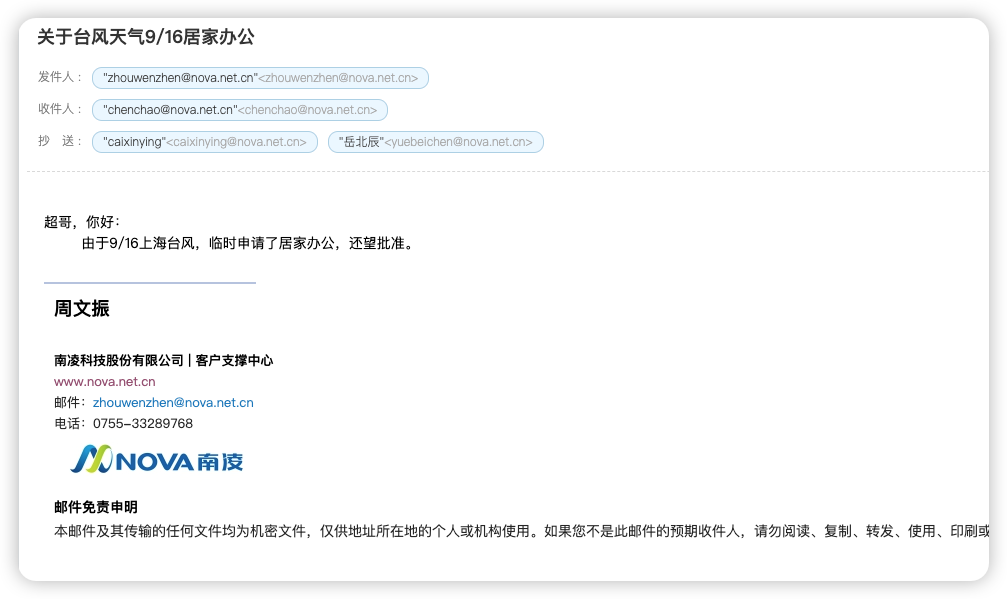 关于台风天气9/16居家办公
发件人： "zhouwenzhen@nova.net.cn"<zhouwenzhen@nova.net.cn>
收件人： "chenchao@nova.net.cn"<chenchao@nova.net.cn>
抄　送： "caixinying"<caixinying@nova.net.cn> "岳北辰"<yuebeichen@nova.net.cn>
超哥，你好：
由于9/16上海台风，临时申请了居家办公，还望批准。
周文振
南凌科技股份有限公司 | 客户支撑中心
www.nova.net.cn
邮件：zhouwenzhen@nova.net.cn
电话：0755-33289768
NOVA南凌
邮件免责申明
本邮件及其传输的任何文件均为机密文件，仅供地址所在地的个人或机构使用。如果您不是此邮件的预期收件人，请勿阅读、复制、转发、使用、印刷或